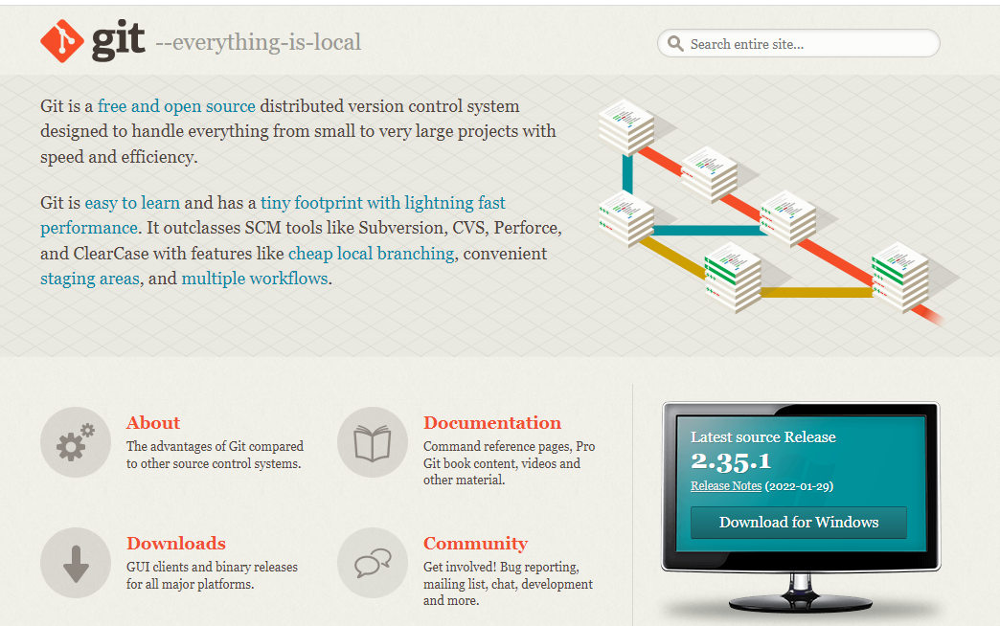 git --everything-is-local
Search entire site...
Git is a free and open source distributed version control system
designed to handle everything from small to very large projects with
speed and efficiency.
Git is easy to learn and has a tiny footprint with lightning fast
performance. It outclasses SCM tools like Subversion, CVS, Perforce,
and ClearCase with features like cheap local branching, convenient
staging areas, and multiple workflows.
About
The advantages of Git compared
to other source control systems.
Documentation
Command reference pages, Pro
Git book content, videos and
other material.
Downloads
GUI clients and binary releases
for all major platforms.
Community
Get involved! Bug reporting,
mailing list, chat, development
and more.
Latest source Release
2.35.1
Release Notes (2022-01-29)
Download for Windows